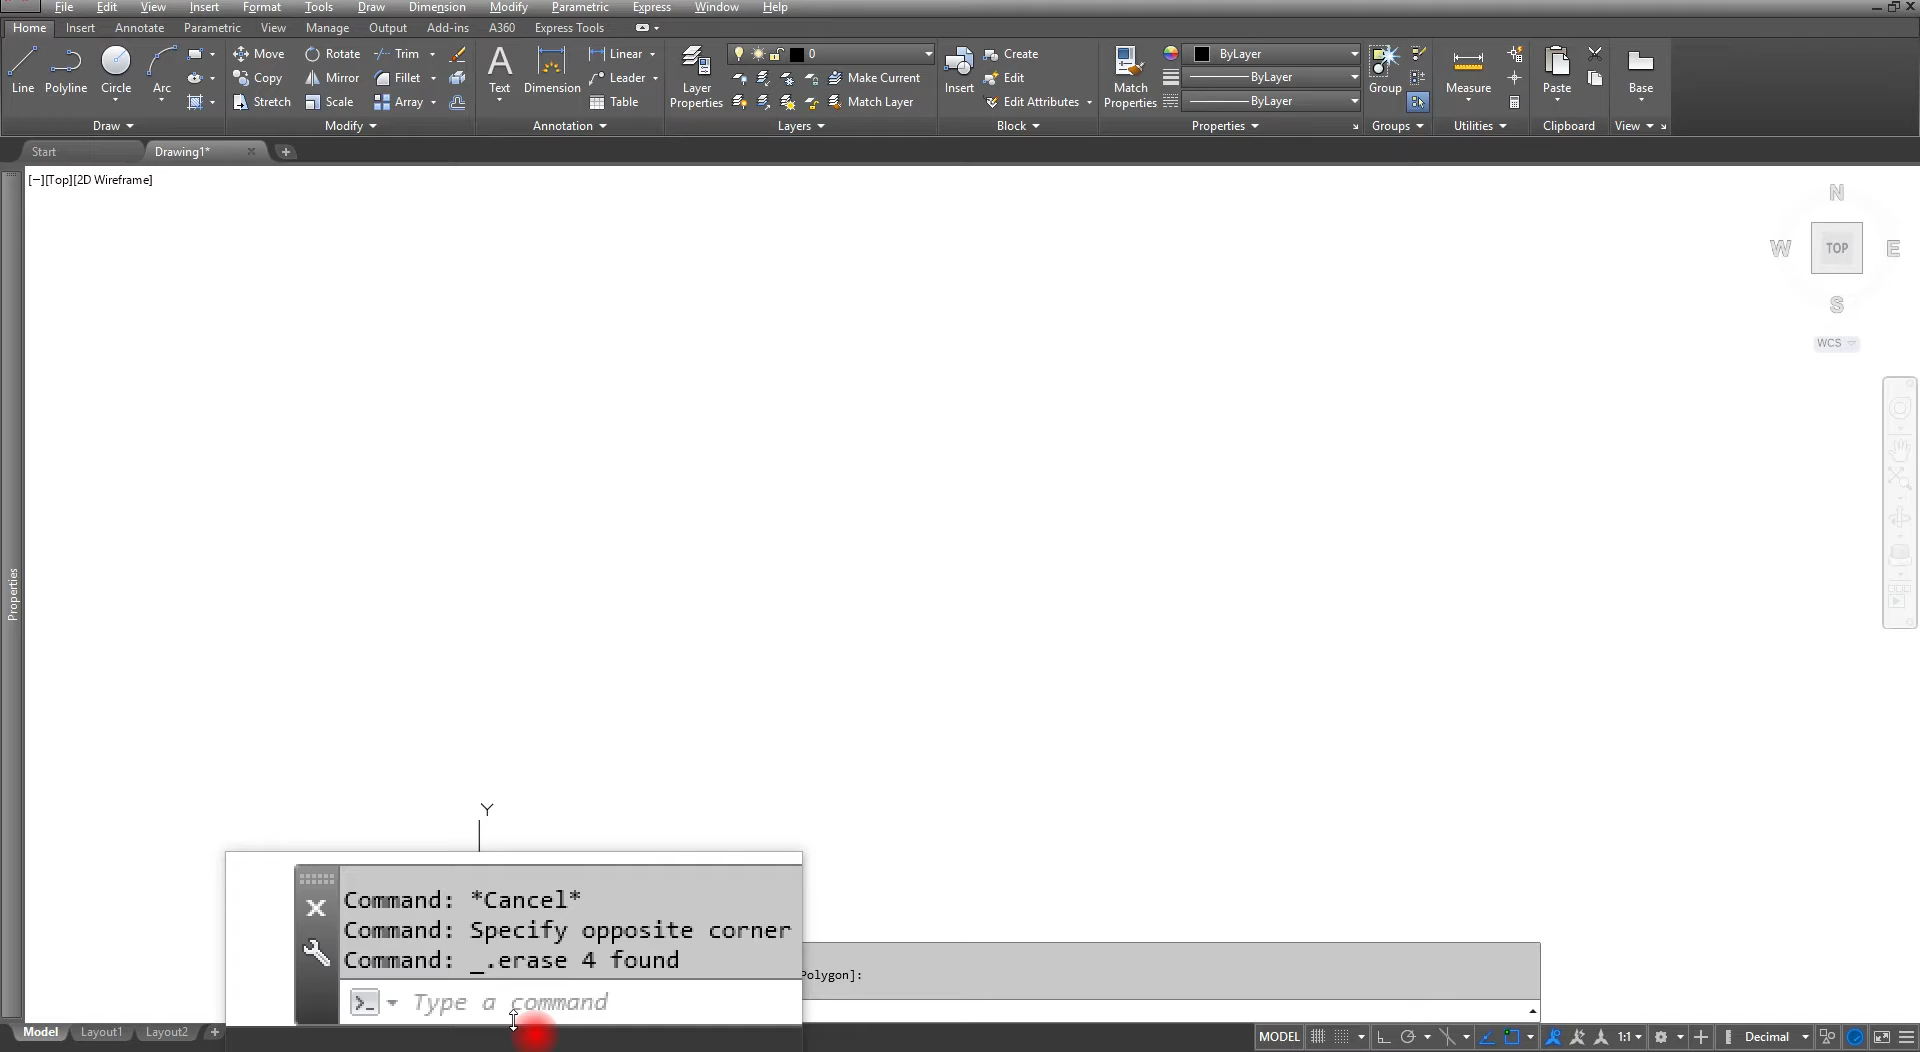 File Edit View Insert Format Tools Draw Dimension Modify Parametric Express Window Help
Home Insert Annotate Parametric View Manage Output Add-ins A360 Express Tools
Move Rotate Trim Linear 0 Create ByLayer
Copy Mirror Fillet Leader Make Current Edit ByLayer
Line Polyline Circle Arc Text Dimension Layer Properties Insert Match Properties Group Measure Paste Base
Stretch Scale Array Table Match Layer Edit Attributes ByLayer
Draw Modify Annotation Layers Block Properties Groups Utilities Clipboard View
Start Drawing1*
[−][Top][2D Wireframe]
N
W TOP E
S
WCS
Properties
Y
Command: *Cancel*
Command: Specify opposite corner
Command: _.erase 4 found
Polygon]:
Type a command
Model Layout1 Layout2 + MODEL 1:1 Decimal